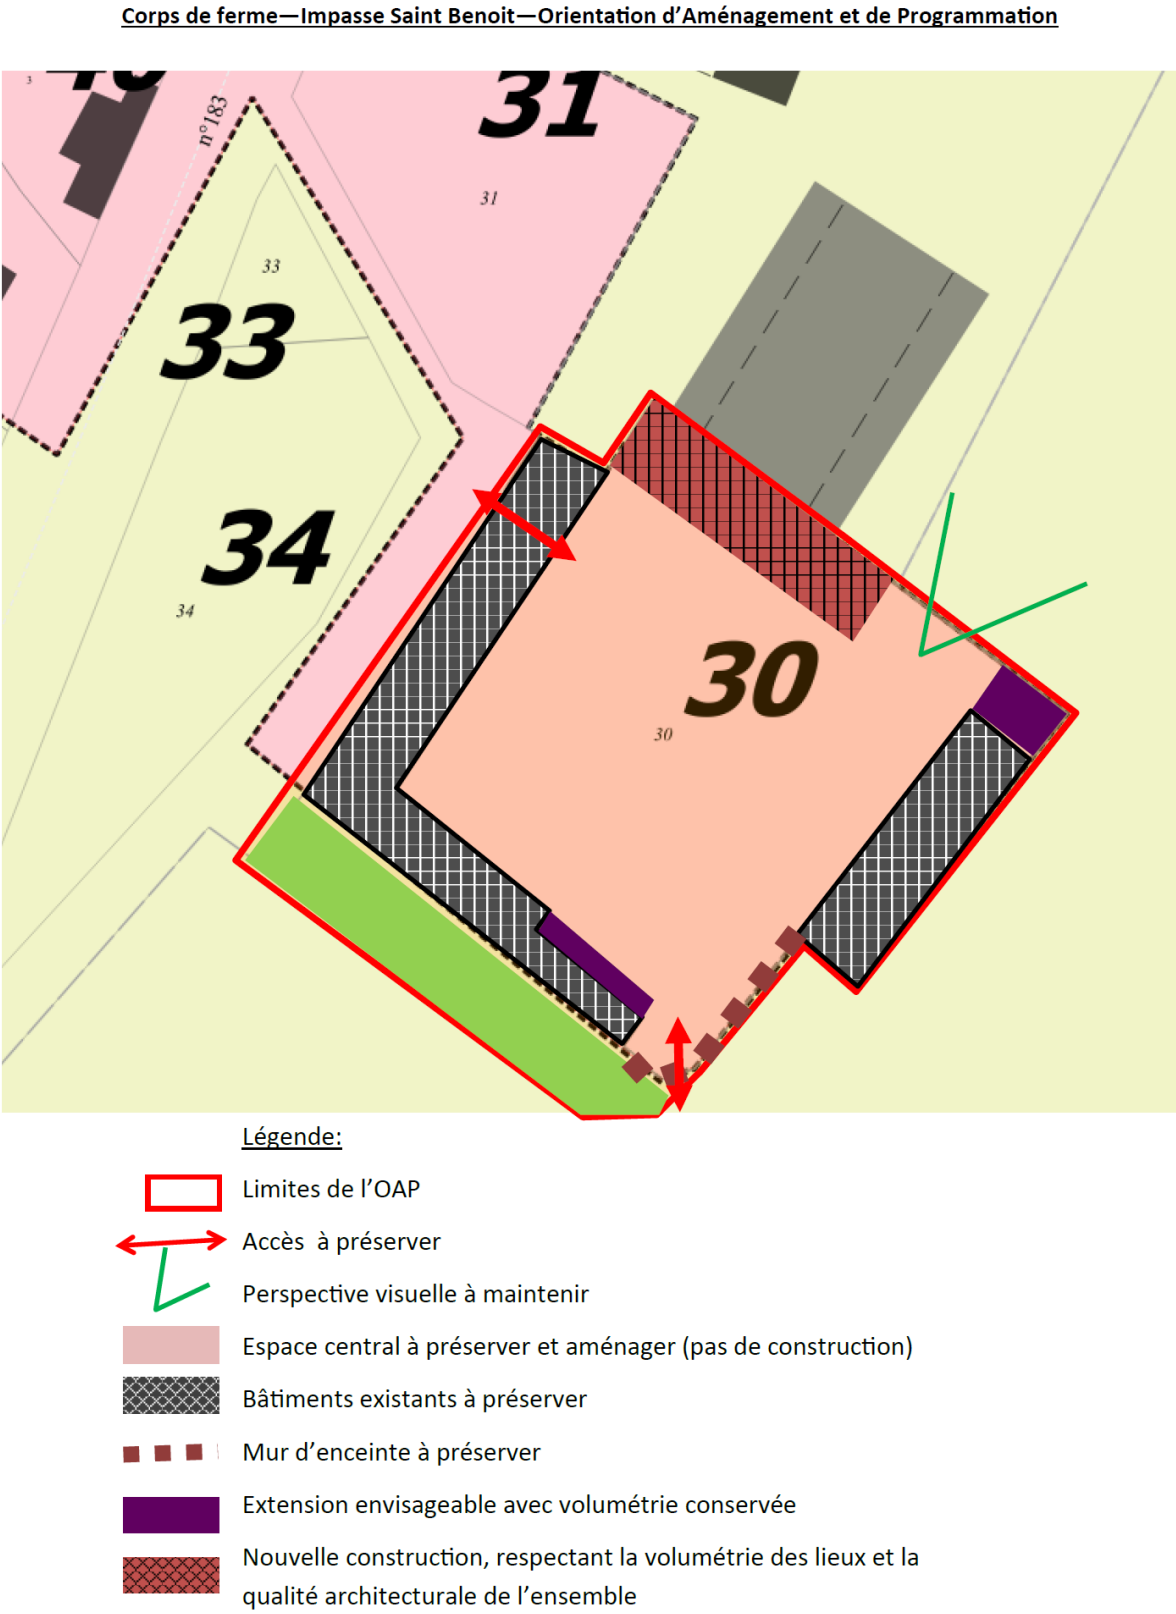 Corps de ferme—Impasse Saint Benoit—Orientation d’Aménagement et de Programmation
3
40
n°183
31
31
33
33
34
34
30
30
Légende:
Limites de l’OAP
Accès à préserver
Perspective visuelle à maintenir
Espace central à préserver et aménager (pas de construction)
Bâtiments existants à préserver
Mur d’enceinte à préserver
Extension envisageable avec volumétrie conservée
Nouvelle construction, respectant la volumétrie des lieux et la
qualité architecturale de l’ensemble